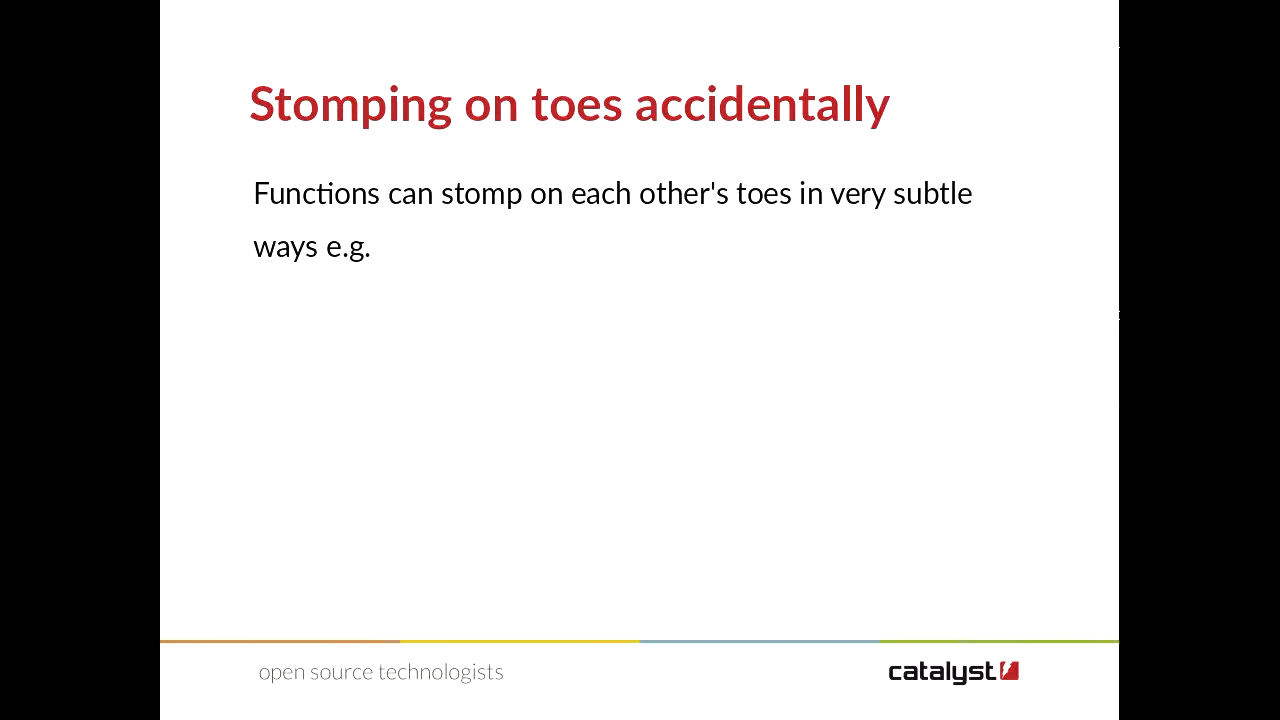 Stomping on toes accidentally
Functions can stomp on each other's toes in very subtle
ways e.g.
open source technologists
catalyst